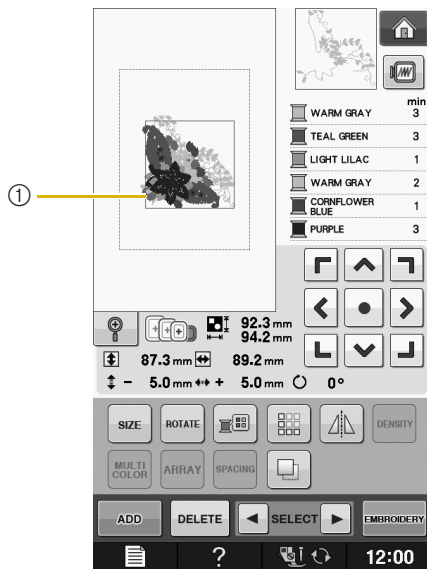 ①
min
WARM GRAY 3
TEAL GREEN 3
LIGHT LILAC 1
WARM GRAY 2
CORNFLOWER
BLUE 1
PURPLE 3
92.3 mm
94.2 mm
87.3 mm 89.2 mm
- 5.0 mm + 5.0 mm 0°
SIZE ROTATE DENSITY
MULTI
COLOR ARRAY SPACING
ADD DELETE SELECT EMBROIDERY
? 12:00